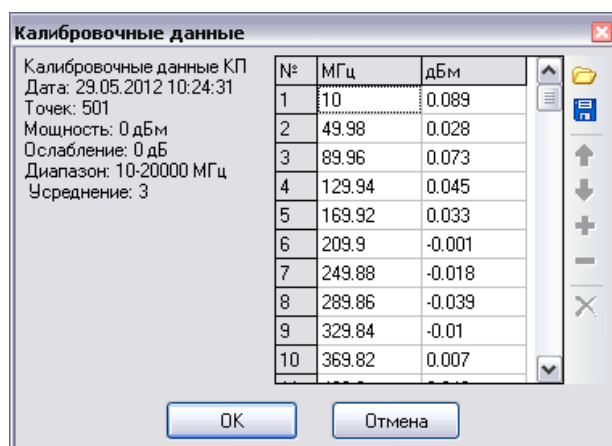 Калибровочные данные
Калибровочные данные КП
Дата: 29.05.2012 10:24:31
Точек: 501
Мощность: 0 дБм
Ослабление: 0 дБ
Диапазон: 10-20000 МГц
Усреднение: 3
№ МГц дБм
1 10 0.089
2 49.98 0.028
3 89.96 0.073
4 129.94 0.045
5 169.92 0.033
6 209.9 -0.001
7 249.88 -0.018
8 289.86 -0.039
9 329.84 -0.01
10 369.82 0.007
OK Отмена